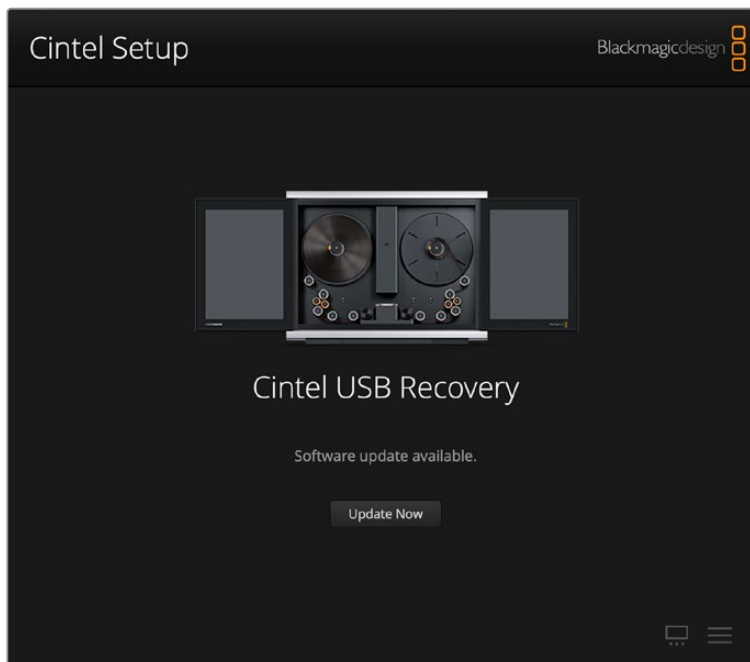 Cintel Setup
Blackmagicdesign
Cintel USB Recovery
Software update available.
Update Now